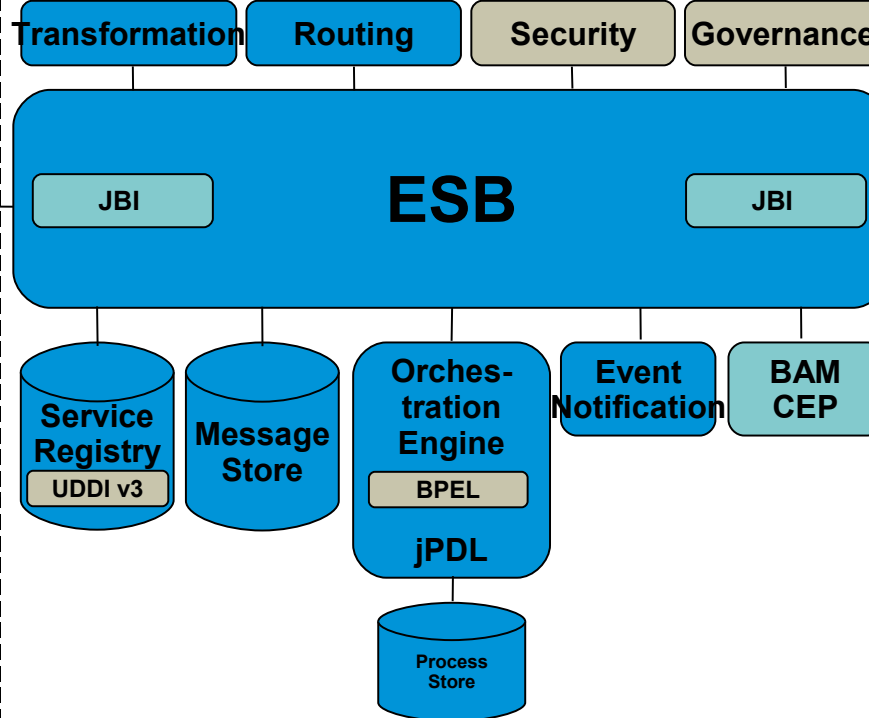 Transformation
Routing
Security
Governance
JBI
ESB
JBI
Service
Registry
UDDI v3
Message
Store
Orches-
tration
Engine
BPEL
jPDL
Event
Notification
BAM
CEP
Process
Store